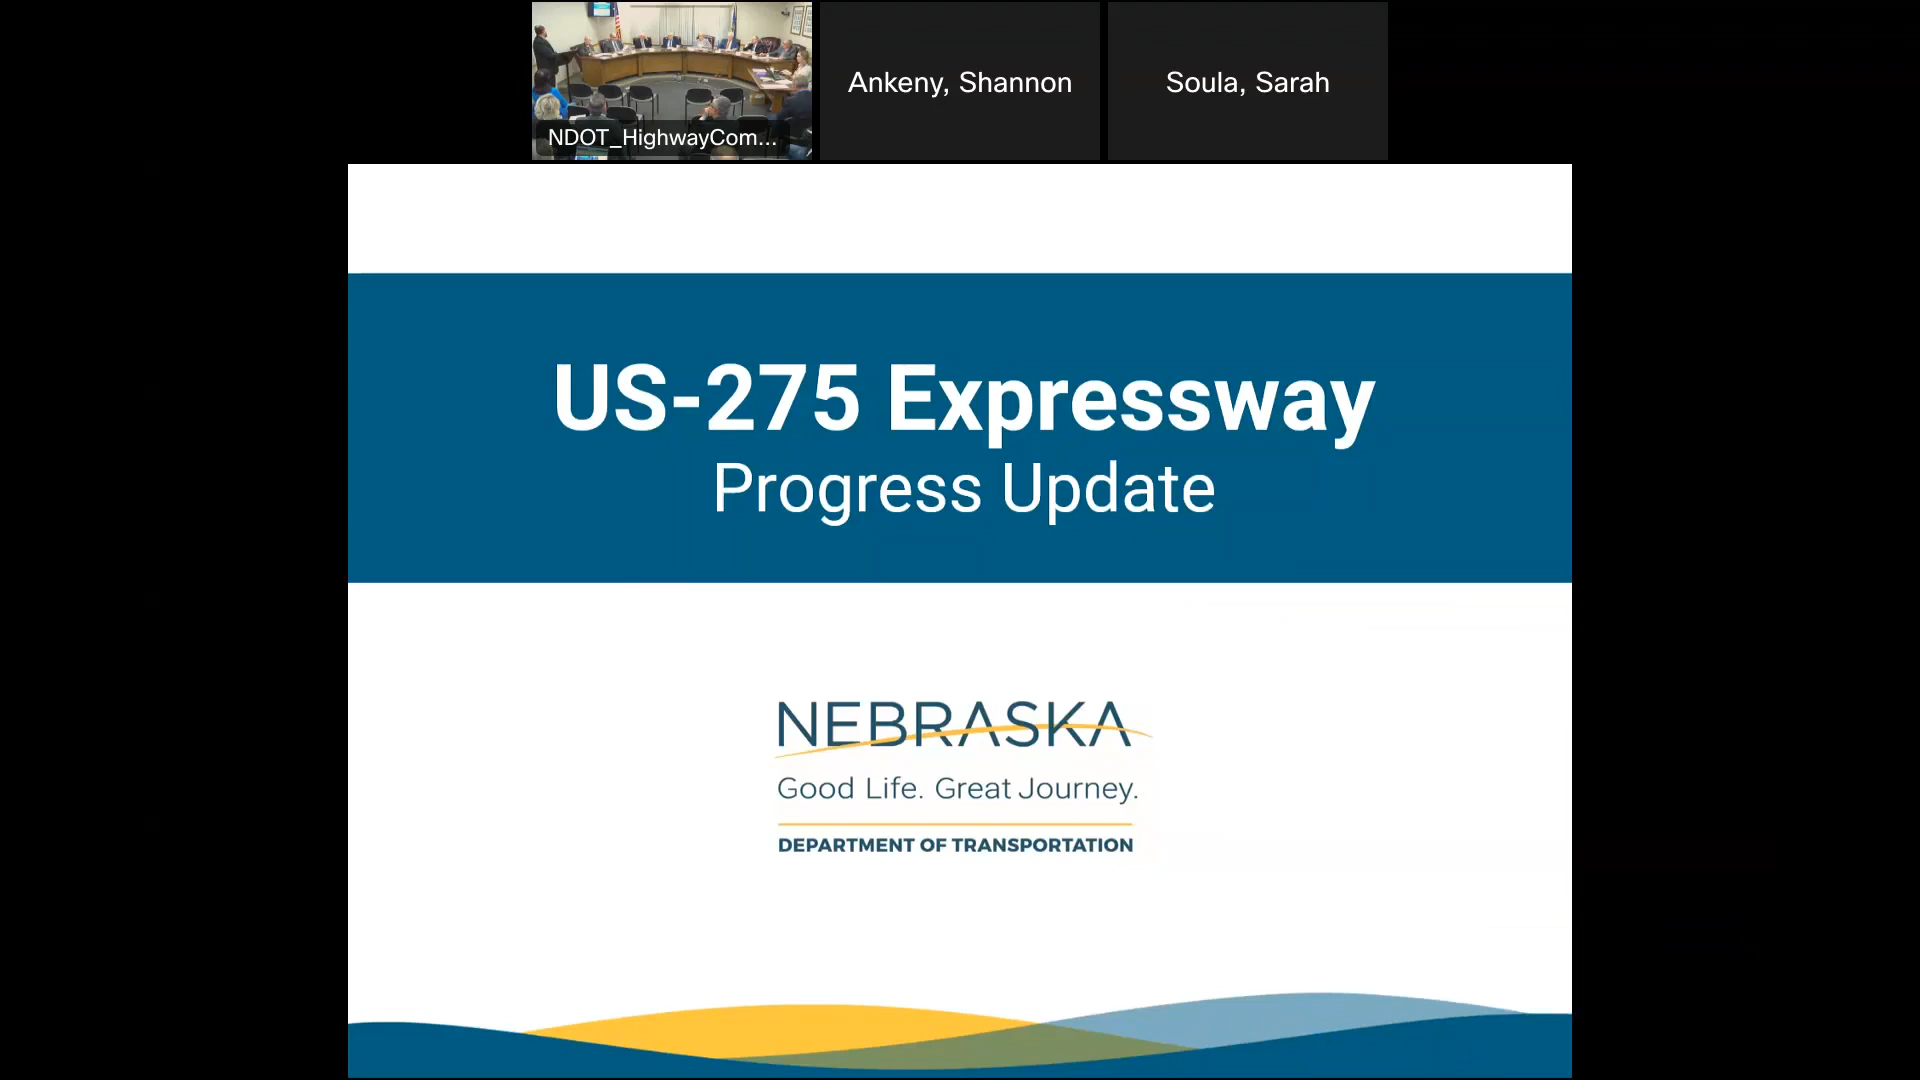 NDOT_HighwayCom...
Ankeny, Shannon
Soula, Sarah
US-275 Expressway
Progress Update
NEBRASKA
Good Life. Great Journey.
DEPARTMENT OF TRANSPORTATION